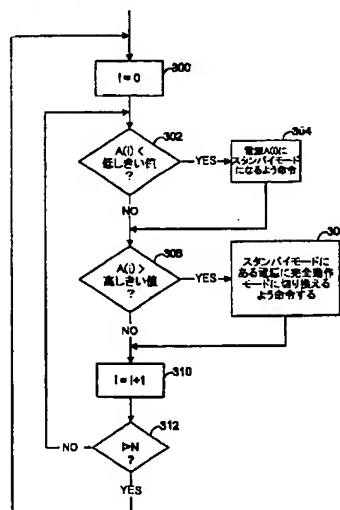 I = 0
300
A(I) <
低しきい値
?
302
YES
304
電源A(I)に
スタンバイモード
になるよう命令
NO
A(I) >
高しきい値
?
YES
30
スタンバイモードに
ある電源に完全動作
モードに切り換える
よう命令する
NO
I = I+1
310
I>N
?
312
NO
YES